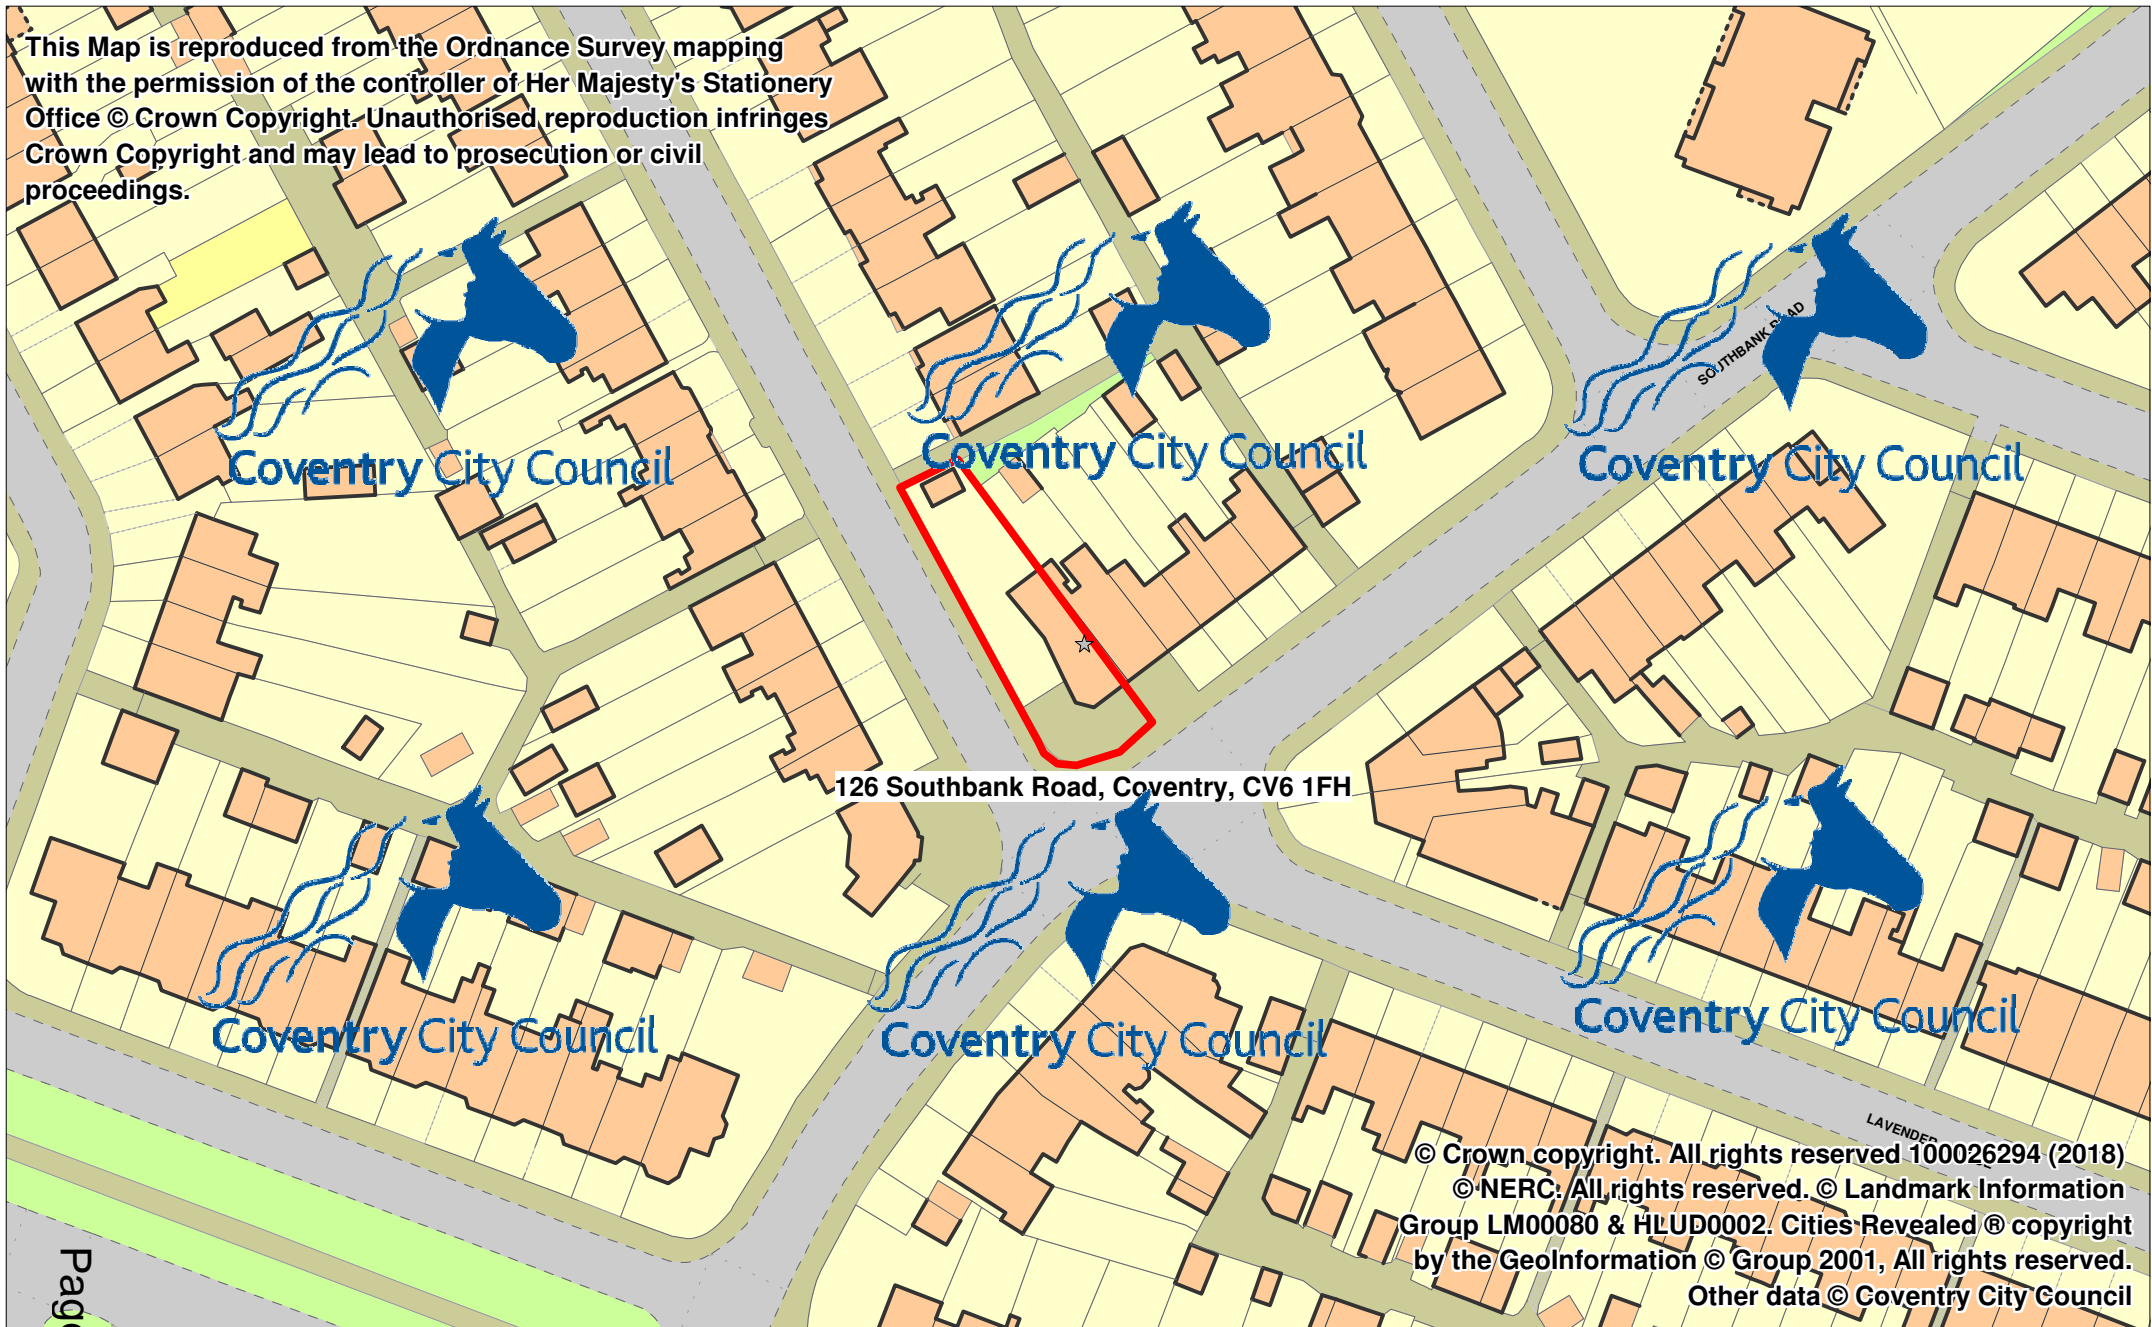 This Map is reproduced from the Ordnance Survey mapping
with the permission of the controller of Her Majesty's Stationery
Office © Crown Copyright. Unauthorised reproduction infringes
Crown Copyright and may lead to prosecution or civil
proceedings.
SOUTHBANK ROAD
Coventry City Council
Coventry City Council
Coventry City Council
126 Southbank Road, Coventry, CV6 1FH
Coventry City Council
Coventry City Council
Coventry City Council
LAVENDER
© Crown copyright. All rights reserved 100026294 (2018)
© NERC. All rights reserved. © Landmark Information
Group LM00080 & HLUD0002. Cities Revealed ® copyright
by the GeoInformation © Group 2001, All rights reserved.
Other data © Coventry City Council
Page